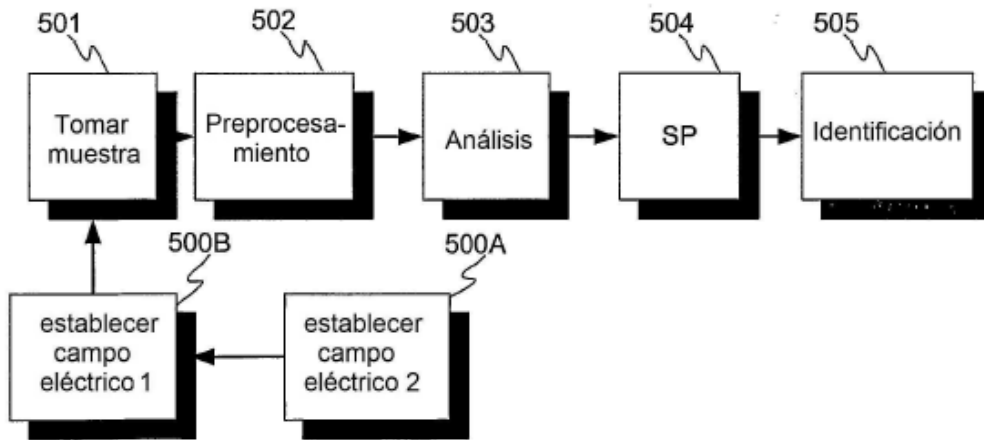 501
502
503
504
505
Tomar
muestra
Preprocesa-
miento
Análisis
SP
Identificación
500B
500A
establecer
campo
eléctrico 1
establecer
campo
eléctrico 2